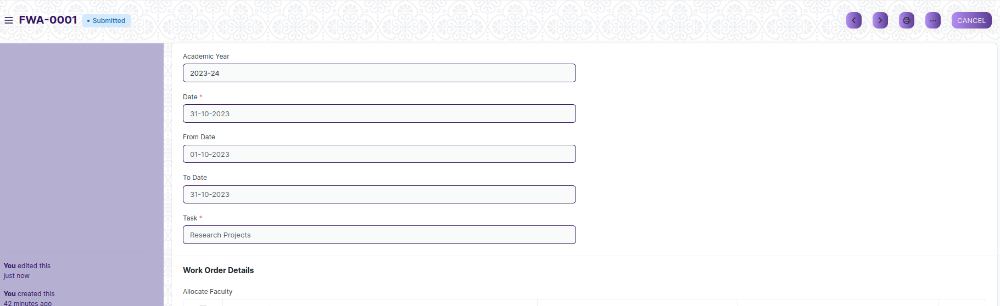 FWA-0001
• Submitted
...
CANCEL
Academic Year
2023-24
Date *
31-10-2023
From Date
01-10-2023
To Date
31-10-2023
Task *
Research Projects
Work Order Details
Allocate Faculty
You edited this
just now
You created this
42 minutes ago